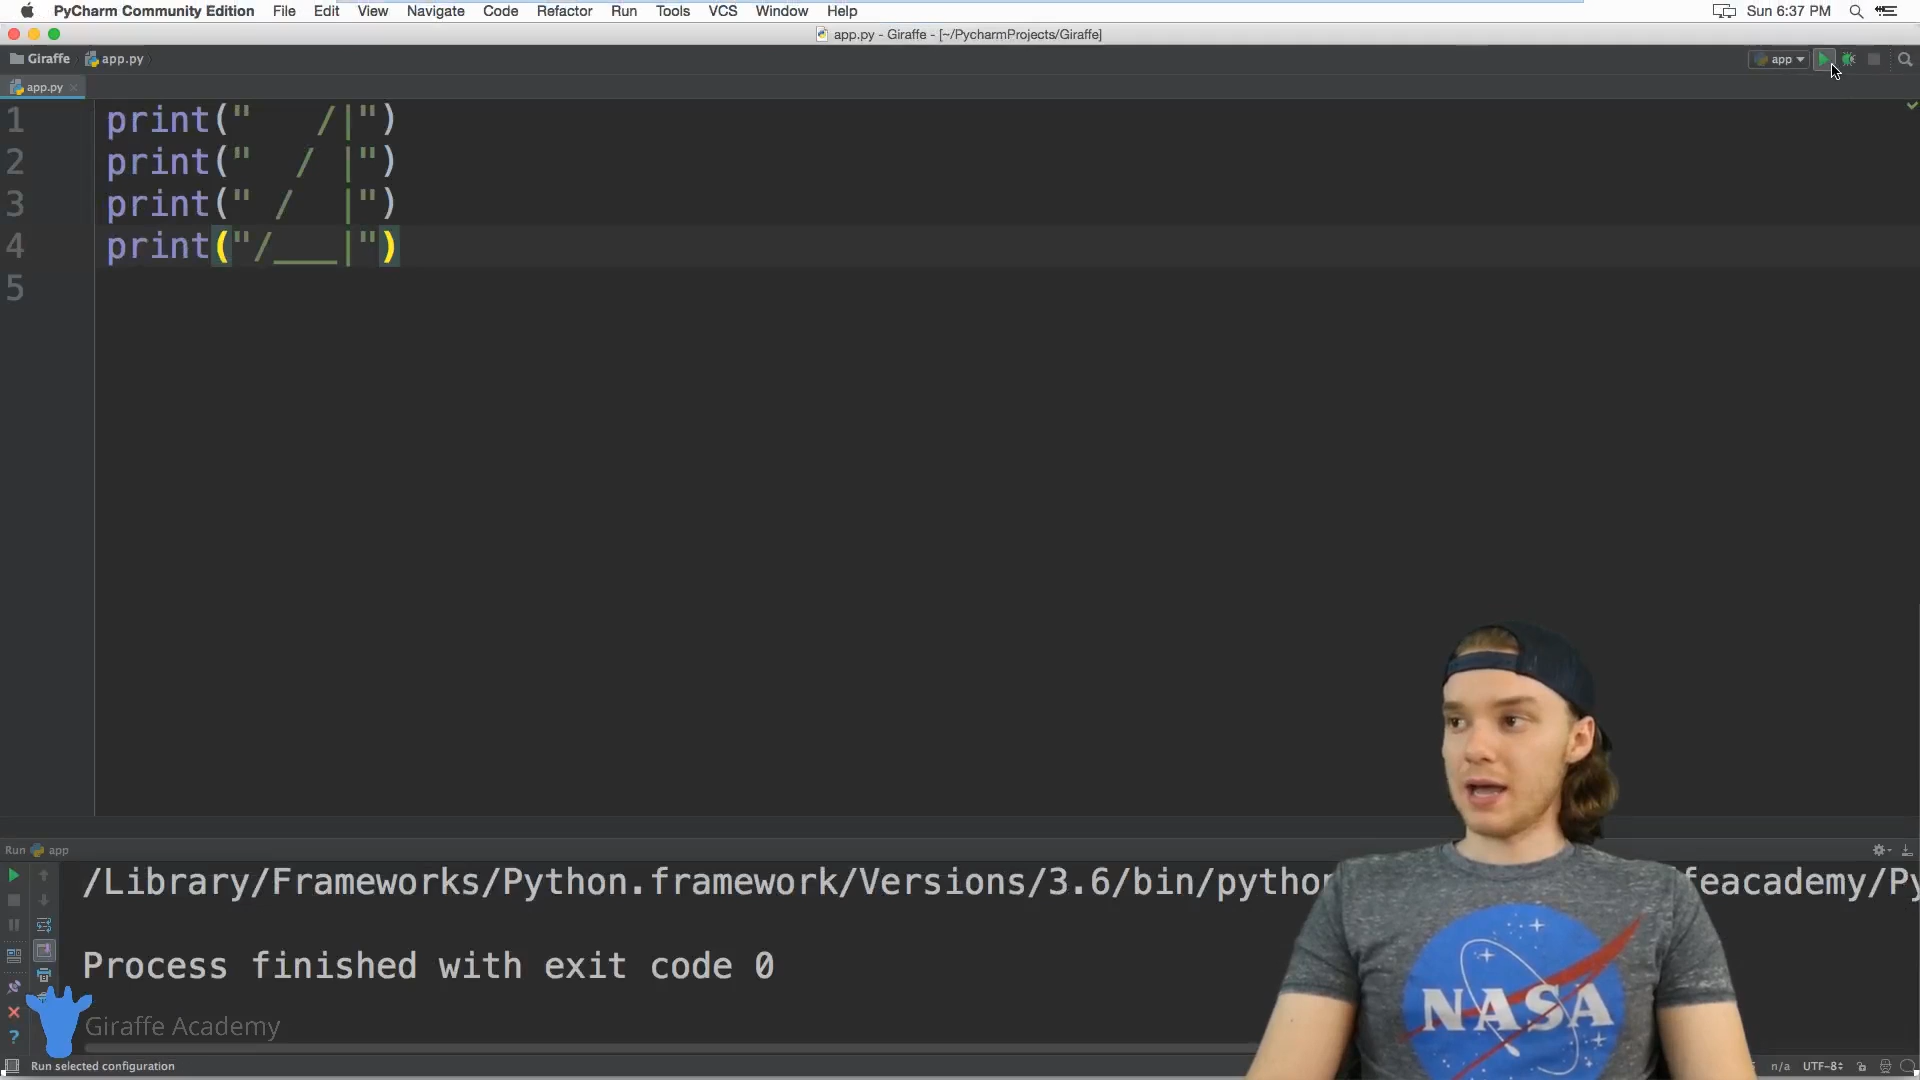 PyCharm Community Edition File Edit View Navigate Code Refactor Run Tools VCS Window Help Sun 6:37 PM
app.py - Giraffe - [~/PycharmProjects/Giraffe]
Giraffe app.py app
app.py
1 print("   /|")
2 print("  / |")
3 print(" /  |")
4 print("/___|")
5
Run app
/Library/Frameworks/Python.framework/Versions/3.6/bin/python feacademy/Py
Process finished with exit code 0
Giraffe Academy
NASA
Run selected configuration n/a UTF-8